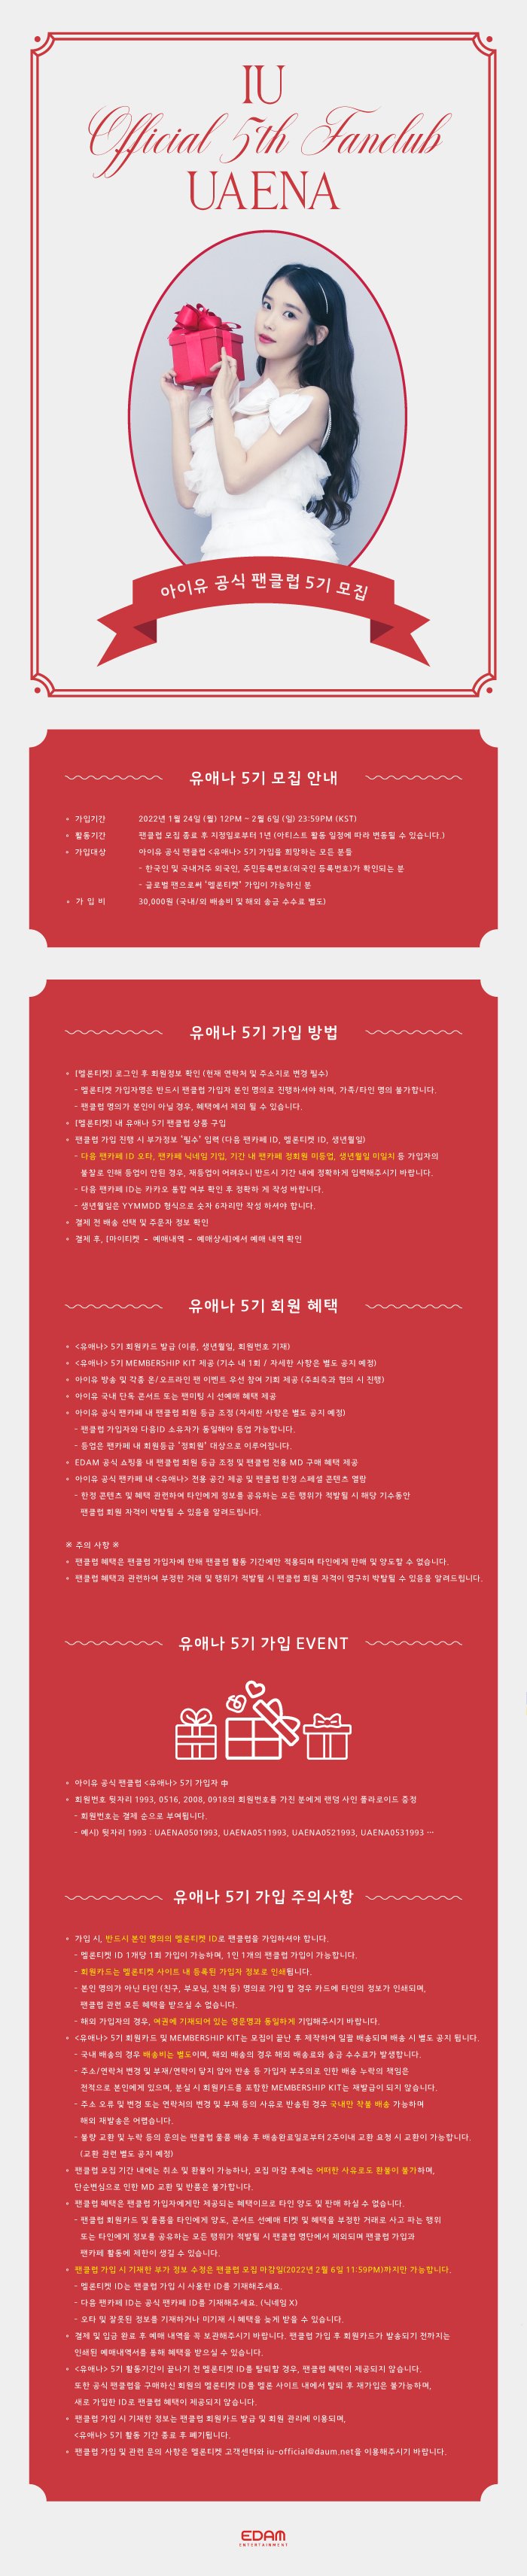 IU
Official 5th Fanclub
UAENA
아이유 공식 팬클럽 5기 모집
유애나 5기 모집 안내
∘ 가입기간 2022년 1월 24일 (월) 12PM ~ 2월 6일 (일) 23:59PM (KST)
∘ 활동기간 팬클럽 모집 종료 후 지정일로부터 1년 (아티스트 활동 일정에 따라 변동될 수 있습니다.)
∘ 가입대상 아이유 공식 팬클럽 <유애나> 5기 가입을 희망하는 모든 분들
- 한국인 및 국내거주 외국인, 주민등록번호(외국인 등록번호)가 확인되는 분
- 글로벌 팬으로써 '멜론티켓' 가입이 가능하신 분
∘ 가 입 비 30,000원 (국내/외 배송비 및 해외 송금 수수료 별도)
유애나 5기 가입 방법
∘ [멜론티켓] 로그인 후 회원정보 확인 (현재 연락처 및 주소지로 변경 필수)
- 멜론티켓 가입자명은 반드시 팬클럽 가입자 본인 명의로 진행하셔야 하며, 가족/타인 명의 불가합니다.
- 팬클럽 명의가 본인이 아닐 경우, 혜택에서 제외 될 수 있습니다.
∘ [멜론티켓] 내 유애나 5기 팬클럽 상품 구입
∘ 팬클럽 가입 진행 시 부가정보 '필수' 입력 (다음 팬카페 ID, 멜론티켓 ID, 생년월일)
- 다음 팬카페 ID 오타, 팬카페 닉네임 기입, 기간 내 팬카페 정회원 미등업, 생년월일 미일치 등 가입자의
불찰로 인해 등업이 안된 경우, 재등업이 어려우니 반드시 기간 내에 정확하게 입력해주시기 바랍니다.
- 다음 팬카페 ID는 카카오 통합 여부 확인 후 정확하 게 작성 바랍니다.
- 생년월일은 YYMMDD 형식으로 숫자 6자리만 작성 하셔야 합니다.
∘ 결제 전 배송 선택 및 주문자 정보 확인
∘ 결제 후, [마이티켓 – 예매내역 – 예매상세]에서 예매 내역 확인
유애나 5기 회원 혜택
∘ <유애나> 5기 회원카드 발급 (이름, 생년월일, 회원번호 기재)
∘ <유애나> 5기 MEMBERSHIP KIT 제공 (기수 내 1회 / 자세한 사항은 별도 공지 예정)
∘ 아이유 방송 및 각종 온/오프라인 팬 이벤트 우선 참여 기회 제공 (주최측과 협의 시 진행)
∘ 아이유 국내 단독 콘서트 또는 팬미팅 시 선예매 혜택 제공
∘ 아이유 공식 팬카페 내 팬클럽 회원 등급 조정 (자세한 사항은 별도 공지 예정)
- 팬클럽 가입자와 다음ID 소유자가 동일해야 등업 가능합니다.
- 등업은 팬카페 내 회원등급 '정회원' 대상으로 이루어집니다.
∘ EDAM 공식 쇼핑몰 내 팬클럽 회원 등급 조정 및 팬클럽 전용 MD 구매 혜택 제공
∘ 아이유 공식 팬카페 내 <유애나> 전용 공간 제공 및 팬클럽 한정 스페셜 콘텐츠 열람
- 한정 콘텐츠 및 혜택 관련하여 타인에게 정보를 공유하는 모든 행위가 적발될 시 해당 기수동안
팬클럽 회원 자격이 박탈될 수 있음을 알려드립니다.
※ 주의 사항 ※
∘ 팬클럽 혜택은 팬클럽 가입자에 한해 팬클럽 활동 기간에만 적용되며 타인에게 판매 및 양도할 수 없습니다.
∘ 팬클럽 혜택과 관련하여 부정한 거래 및 행위가 적발될 시 팬클럽 회원 자격이 영구히 박탈될 수 있음을 알려드립니다.
유애나 5기 가입 EVENT
∘ 아이유 공식 팬클럽 <유애나> 5기 가입자 中
∘ 회원번호 뒷자리 1993, 0516, 2008, 0918의 회원번호를 가진 분에게 랜덤 사인 폴라로이드 증정
- 회원번호는 결제 순으로 부여됩니다.
- 예시) 뒷자리 1993 : UAENA0501993, UAENA0511993, UAENA0521993, UAENA0531993 ⋯
유애나 5기 가입 주의사항
∘ 가입 시, 반드시 본인 명의의 멜론티켓 ID로 팬클럽을 가입하셔야 합니다.
- 멜론티켓 ID 1개당 1회 가입이 가능하며, 1인 1개의 팬클럽 가입이 가능합니다.
- 회원카드는 멜론티켓 사이트 내 등록된 가입자 정보로 인쇄됩니다.
- 본인 명의가 아닌 타인 (친구, 부모님, 친척 등) 명의로 가입 할 경우 카드에 타인의 정보가 인쇄되며,
팬클럽 관련 모든 혜택을 받으실 수 없습니다.
- 해외 가입자의 경우, 여권에 기재되어 있는 영문명과 동일하게 기입해주시기 바랍니다.
∘ <유애나> 5기 회원카드 및 MEMBERSHIP KIT는 모집이 끝난 후 제작하여 일괄 배송되며 배송 시 별도 공지 됩니다.
- 국내 배송의 경우 배송비는 별도이며, 해외 배송의 경우 해외 배송료와 송금 수수료가 발생합니다.
- 주소/연락처 변경 및 부재/연락이 닿지 않아 반송 등 가입자 부주의로 인한 배송 누락의 책임은
전적으로 본인에게 있으며, 분실 시 회원카드를 포함한 MEMBERSHIP KIT는 재발급이 되지 않습니다.
- 주소 오류 및 변경 또는 연락처의 변경 및 부재 등의 사유로 반송된 경우 국내만 착불 배송 가능하며
해외 재발송은 어렵습니다.
- 불량 교환 및 누락 등의 문의는 팬클럽 물품 배송 후 배송완료일로부터 2주이내 교환 요청 시 교환이 가능합니다.
(교환 관련 별도 공지 예정)
∘ 팬클럽 모집 기간 내에는 취소 및 환불이 가능하나, 모집 마감 후에는 어떠한 사유로도 환불이 불가하며,
단순변심으로 인한 MD 교환 및 반품은 불가합니다.
∘ 팬클럽 혜택은 팬클럽 가입자에게만 제공되는 혜택이므로 타인 양도 및 판매 하실 수 없습니다.
- 팬클럽 회원카드 및 물품을 타인에게 양도, 콘서트 선예매 티켓 및 혜택을 부정한 거래로 사고 파는 행위
또는 타인에게 정보를 공유하는 모든 행위가 적발될 시 팬클럽 명단에서 제외되며 팬클럽 가입과
팬카페 활동에 제한이 생길 수 있습니다.
∘ 팬클럽 가입 시 기재한 부가 정보 수정은 팬클럽 모집 마감일(2022년 2월 6일 11:59PM)까지만 가능합니다.
- 멜론티켓 ID는 팬클럽 가입 시 사용한 ID를 기재해주세요.
- 다음 팬카페 ID는 공식 팬카페 ID를 기재해주세요. (닉네임 X)
- 오타 및 잘못된 정보를 기재하거나 미기재 시 혜택을 늦게 받을 수 있습니다.
∘ 결제 및 입금 완료 후 예매 내역을 꼭 보관해주시기 바랍니다. 팬클럽 가입 후 회원카드가 발송되기 전까지는
인쇄된 예매내역서를 통해 혜택을 받으실 수 있습니다.
∘ <유애나> 5기 활동기간이 끝나기 전 멜론티켓 ID를 탈퇴할 경우, 팬클럽 혜택이 제공되지 않습니다.
또한 공식 팬클럽을 구매하신 회원의 멜론티켓 ID를 멜론 사이트 내에서 탈퇴 후 재가입은 불가능하며,
새로 가입한 ID로 팬클럽 혜택이 제공되지 않습니다.
∘ 팬클럽 가입 시 기재한 정보는 팬클럽 회원카드 발급 및 회원 관리에 이용되며,
<유애나> 5기 활동 기간 종료 후 폐기됩니다.
∘ 팬클럽 가입 및 관련 문의 사항은 멜론티켓 고객센터와 iu-official@daum.net을 이용해주시기 바랍니다.
EDAM
ENTERTAINMENT